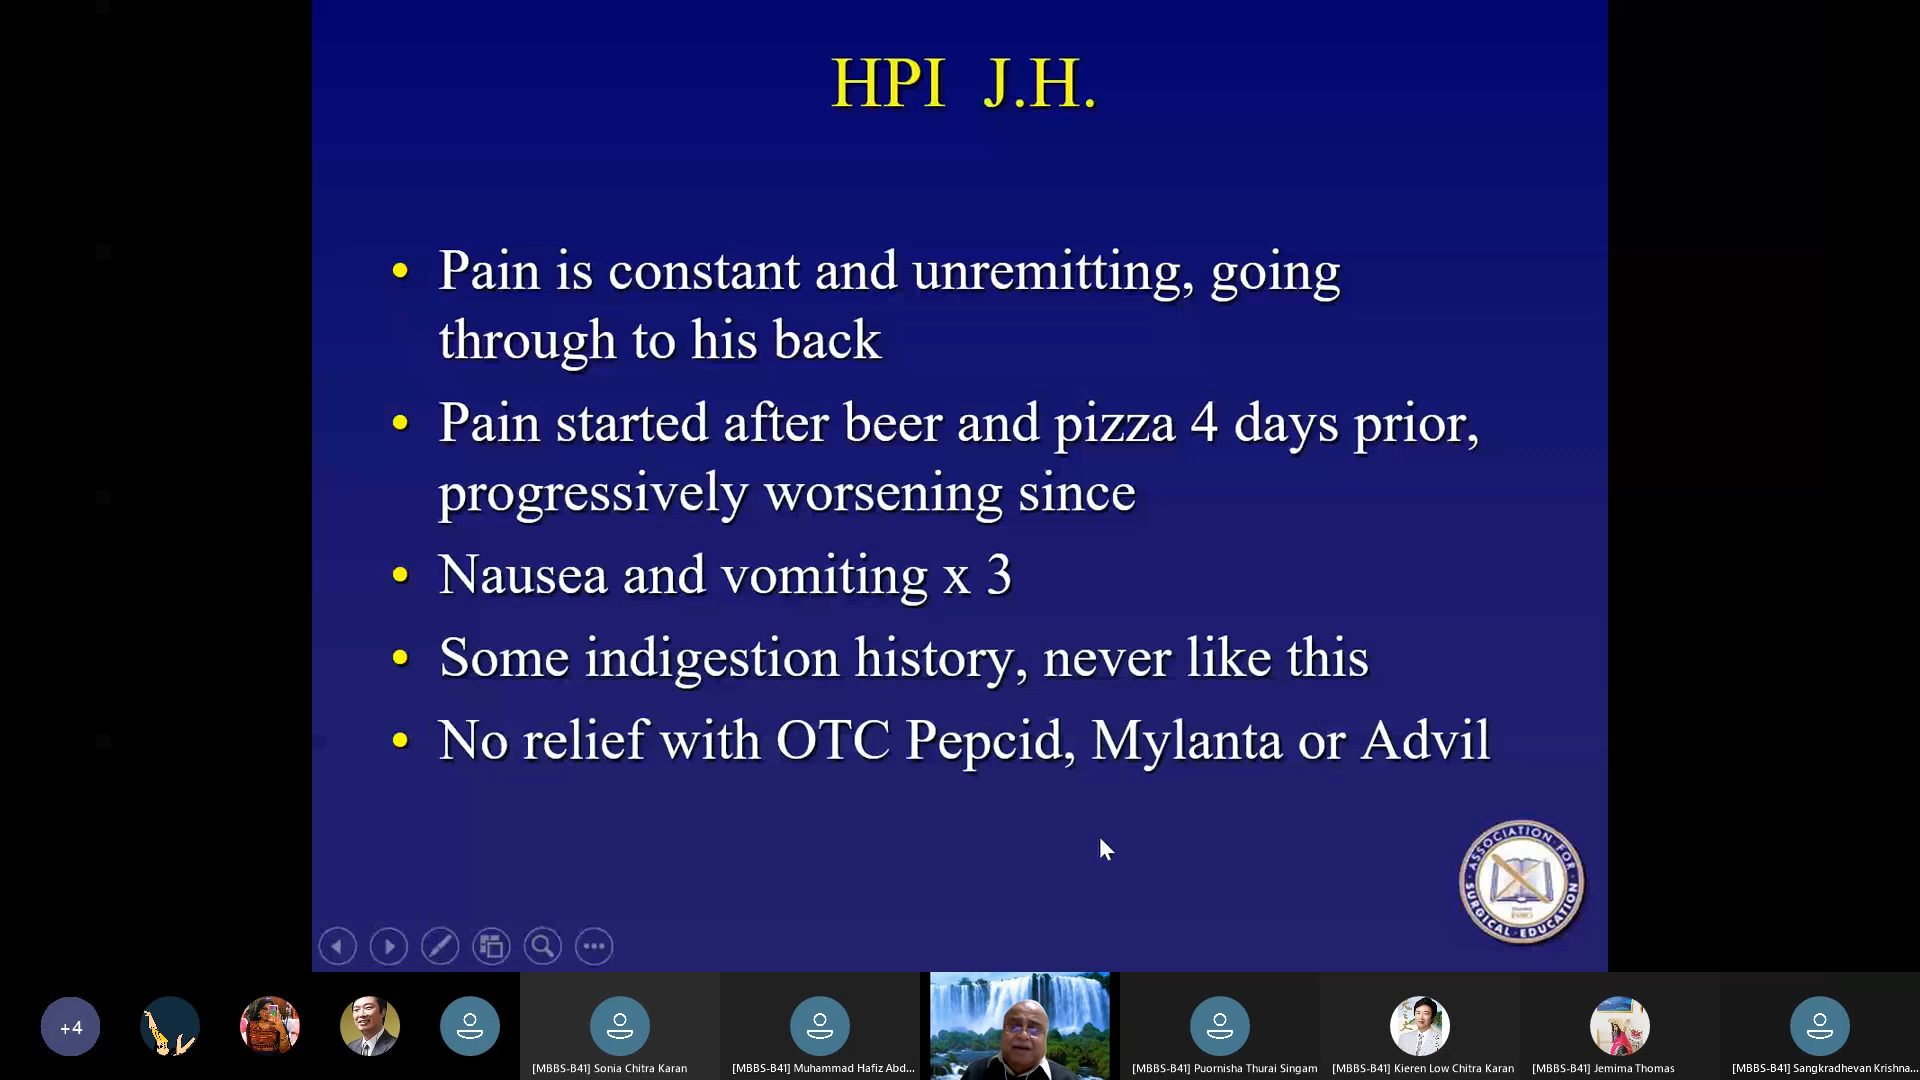 HPI J.H.
• Pain is constant and unremitting, going
through to his back
• Pain started after beer and pizza 4 days prior,
progressively worsening since
• Nausea and vomiting x 3
• Some indigestion history, never like this
• No relief with OTC Pepcid, Mylanta or Advil
ASSOCIATION FOR
SURGICAL EDUCATION
+4
[MBBS-B41] Sonia Chitra Karan
[MBBS-B41] Muhammad Hafiz Abd...
[MBBS-B41] Puornisha Thurai Singam
[MBBS-B41] Kieren Low Chitra Karan
[MBBS-B41] Jemima Thomas
[MBBS-B41] Sangkradhevan Krishna...